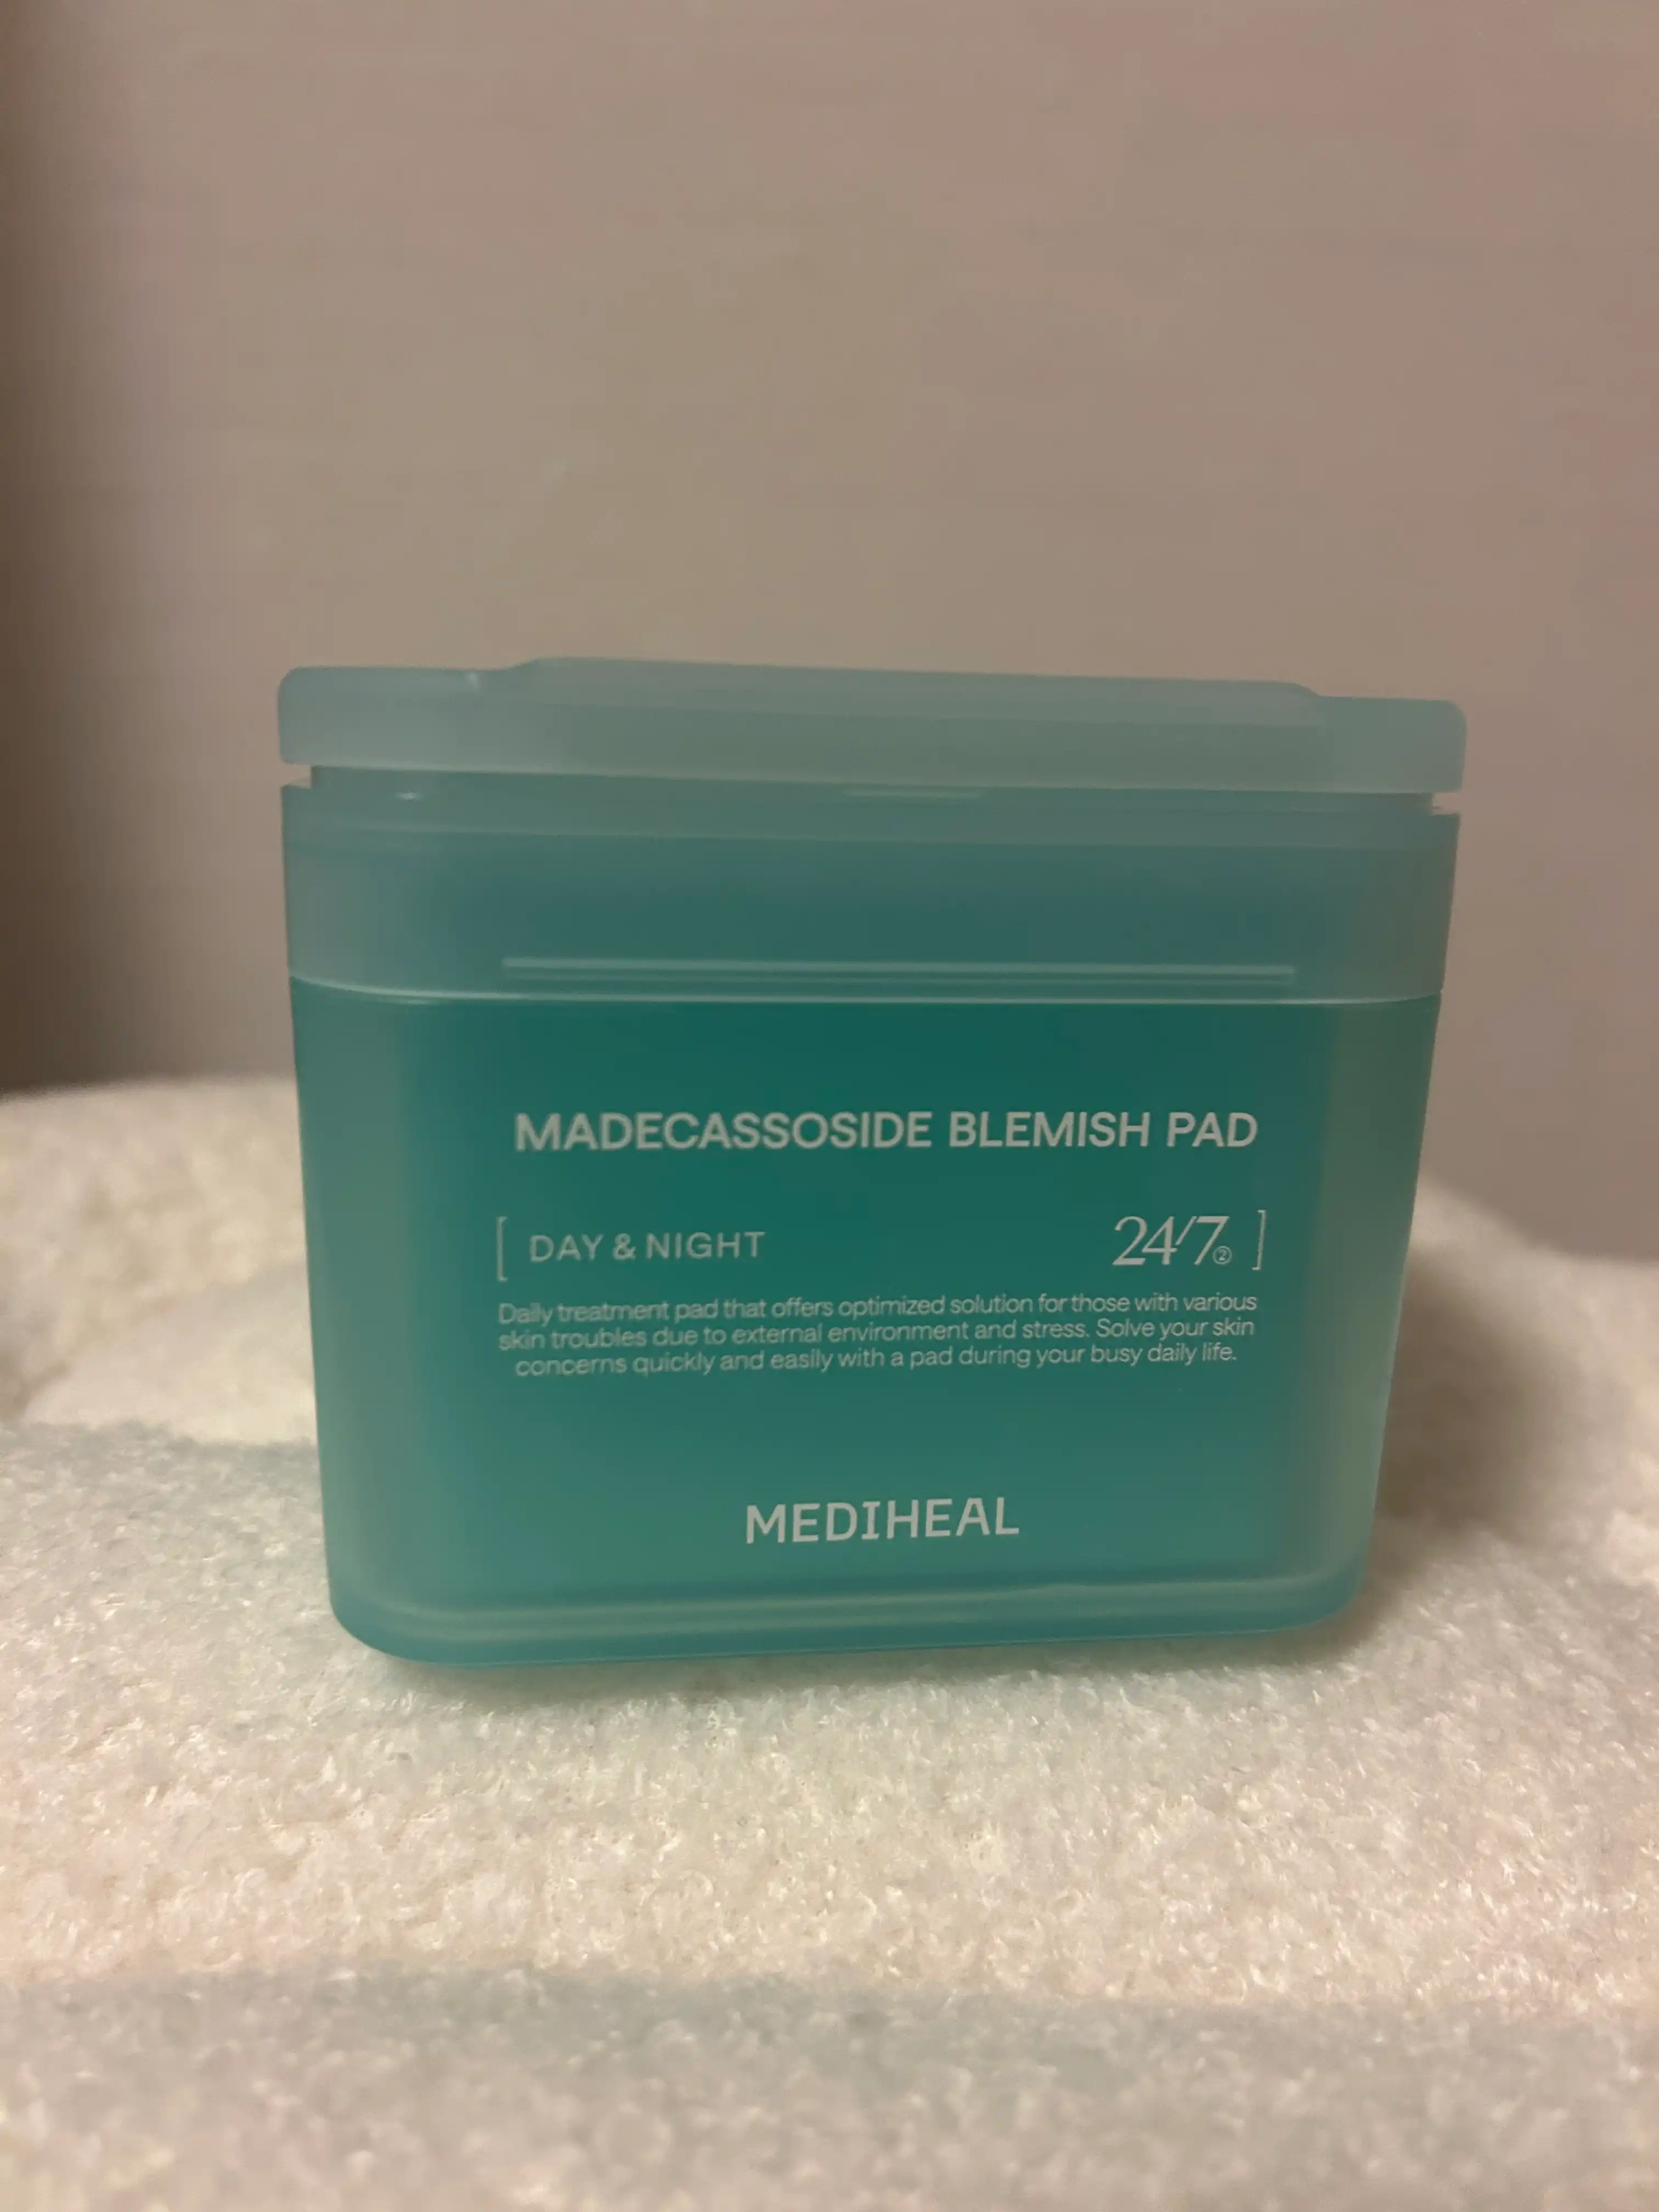 MADECASSOSIDE BLEMISH PAD
[ DAY & NIGHT 24/7② ]
Daily treatment pad that offers optimized solution for those with various
skin troubles due to external environment and stress. Solve your skin
concerns quickly and easily with a pad during your busy daily life.
MEDIHEAL